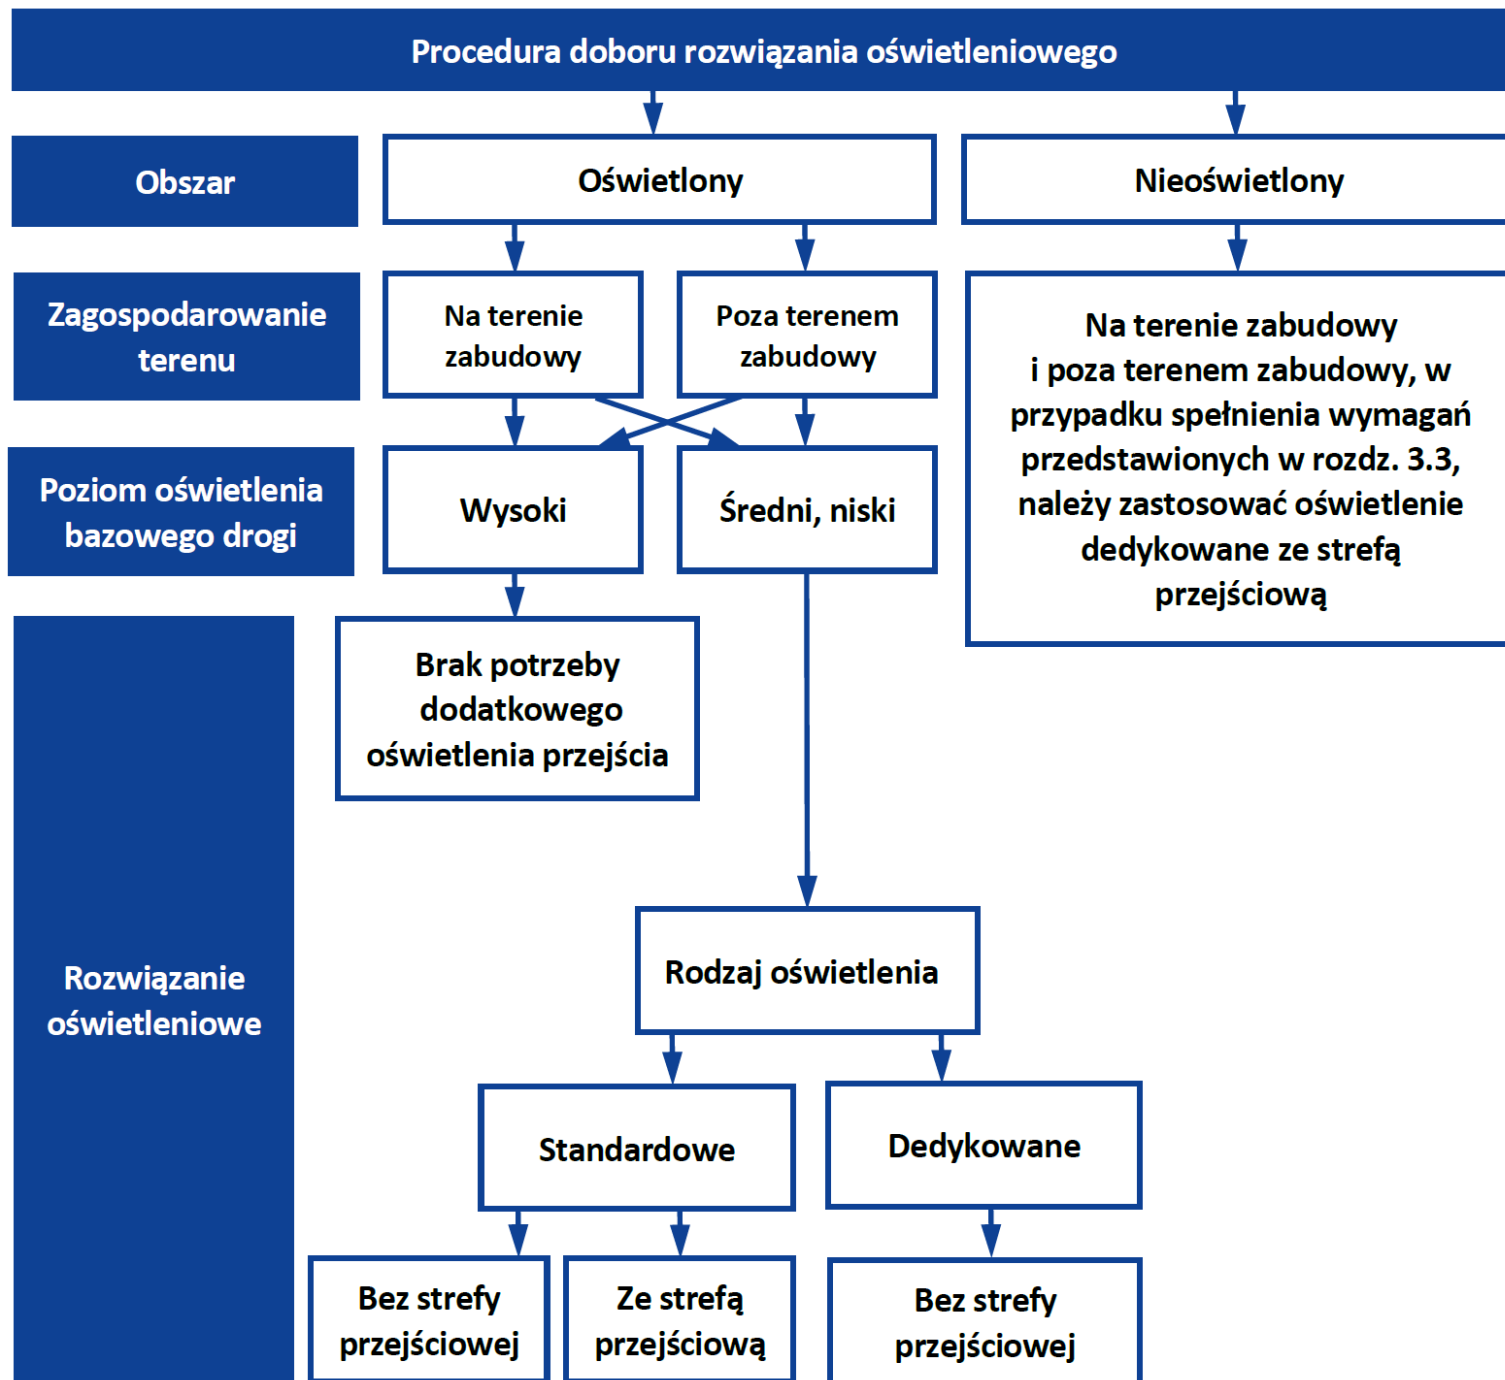 Procedura doboru rozwiązania oświetleniowego
Obszar
Oświetlony
Nieoświetlony
Zagospodarowanie
terenu
Na terenie
zabudowy
Poza terenem
zabudowy
Na terenie zabudowy
i poza terenem zabudowy, w
przypadku spełnienia wymagań
przedstawionych w rozdz. 3.3,
należy zastosować oświetlenie
dedykowane ze strefą
przejściową
Poziom oświetlenia
bazowego drogi
Wysoki
Średni, niski
Rozwiązanie
oświetleniowe
Brak potrzeby
dodatkowego
oświetlenia przejścia
Rodzaj oświetlenia
Standardowe
Dedykowane
Bez strefy
przejściowej
Ze strefą
przejściową
Bez strefy
przejściowej